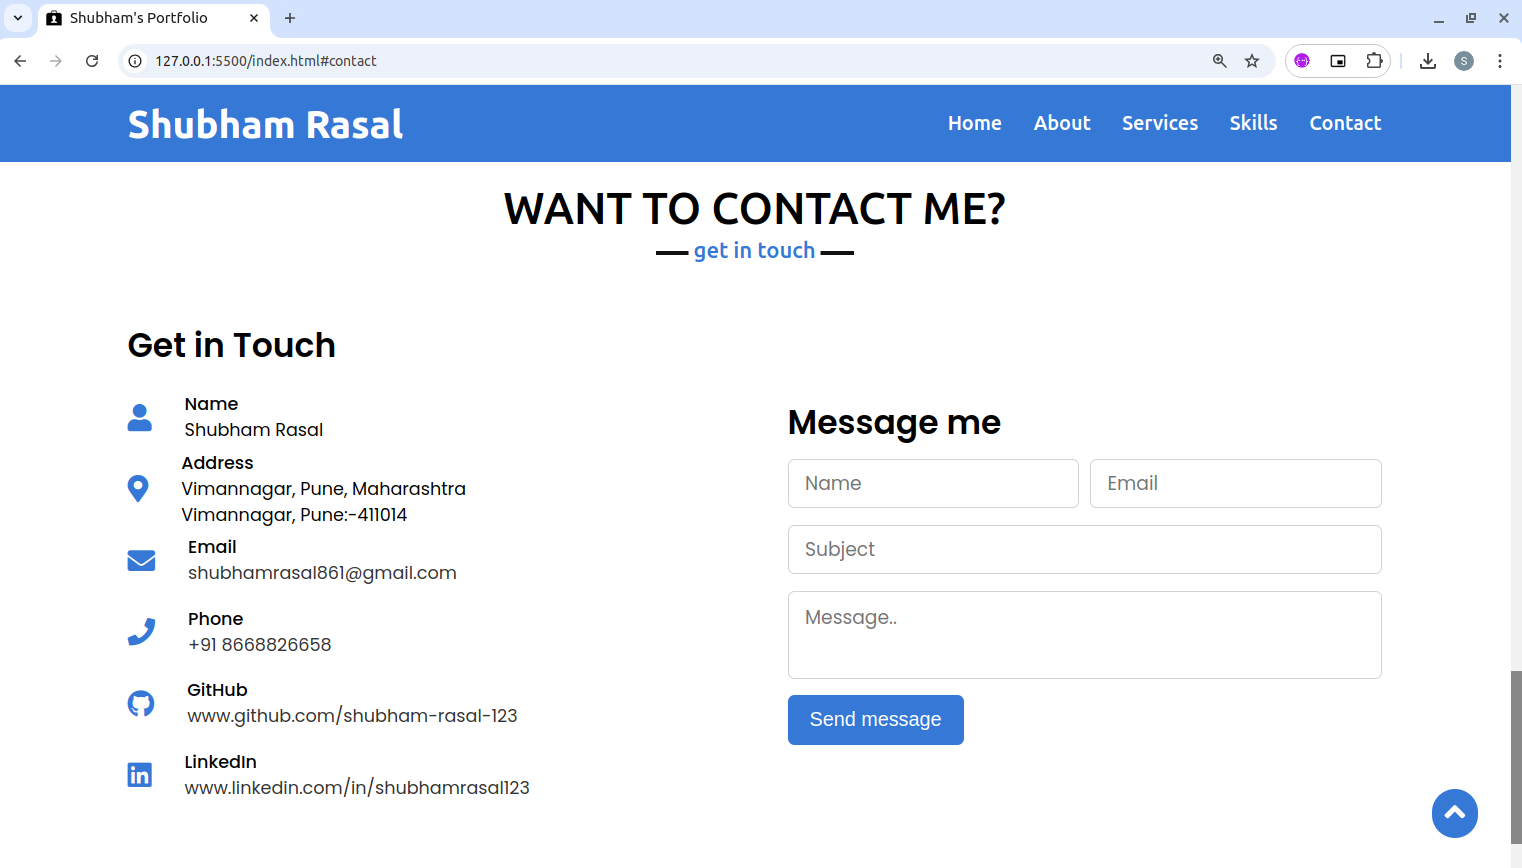 Shubham's Portfolio
127.0.0.1:5500/index.html#contact
S
Shubham Rasal
Home About Services Skills Contact
WANT TO CONTACT ME?
get in touch
Get in Touch
Name
Shubham Rasal
Address
Vimannagar, Pune, Maharashtra
Vimannagar, Pune:-411014
Email
shubhamrasal861@gmail.com
Phone
+91 8668826658
GitHub
www.github.com/shubham-rasal-123
LinkedIn
www.linkedin.com/in/shubhamrasal123
Message me
Name Email
Subject
Message..
Send message